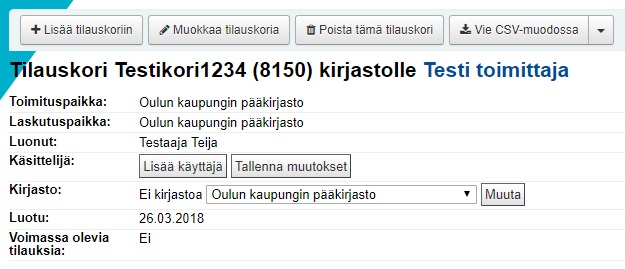 Lisää tilauskoriin Muokkaa tilauskoria Poista tämä tilauskori Vie CSV-muodossa
Tilauskori Testikori1234 (8150) kirjastolle Testi toimittaja
Toimituspaikka: Oulun kaupungin pääkirjasto
Laskutuspaikka: Oulun kaupungin pääkirjasto
Luonut: Testaaja Teija
Käsittelijä: Lisää käyttäjä Tallenna muutokset
Kirjasto: Ei kirjastoa Oulun kaupungin pääkirjasto Muuta
Luotu: 26.03.2018
Voimassa olevia Ei
tilauksia: